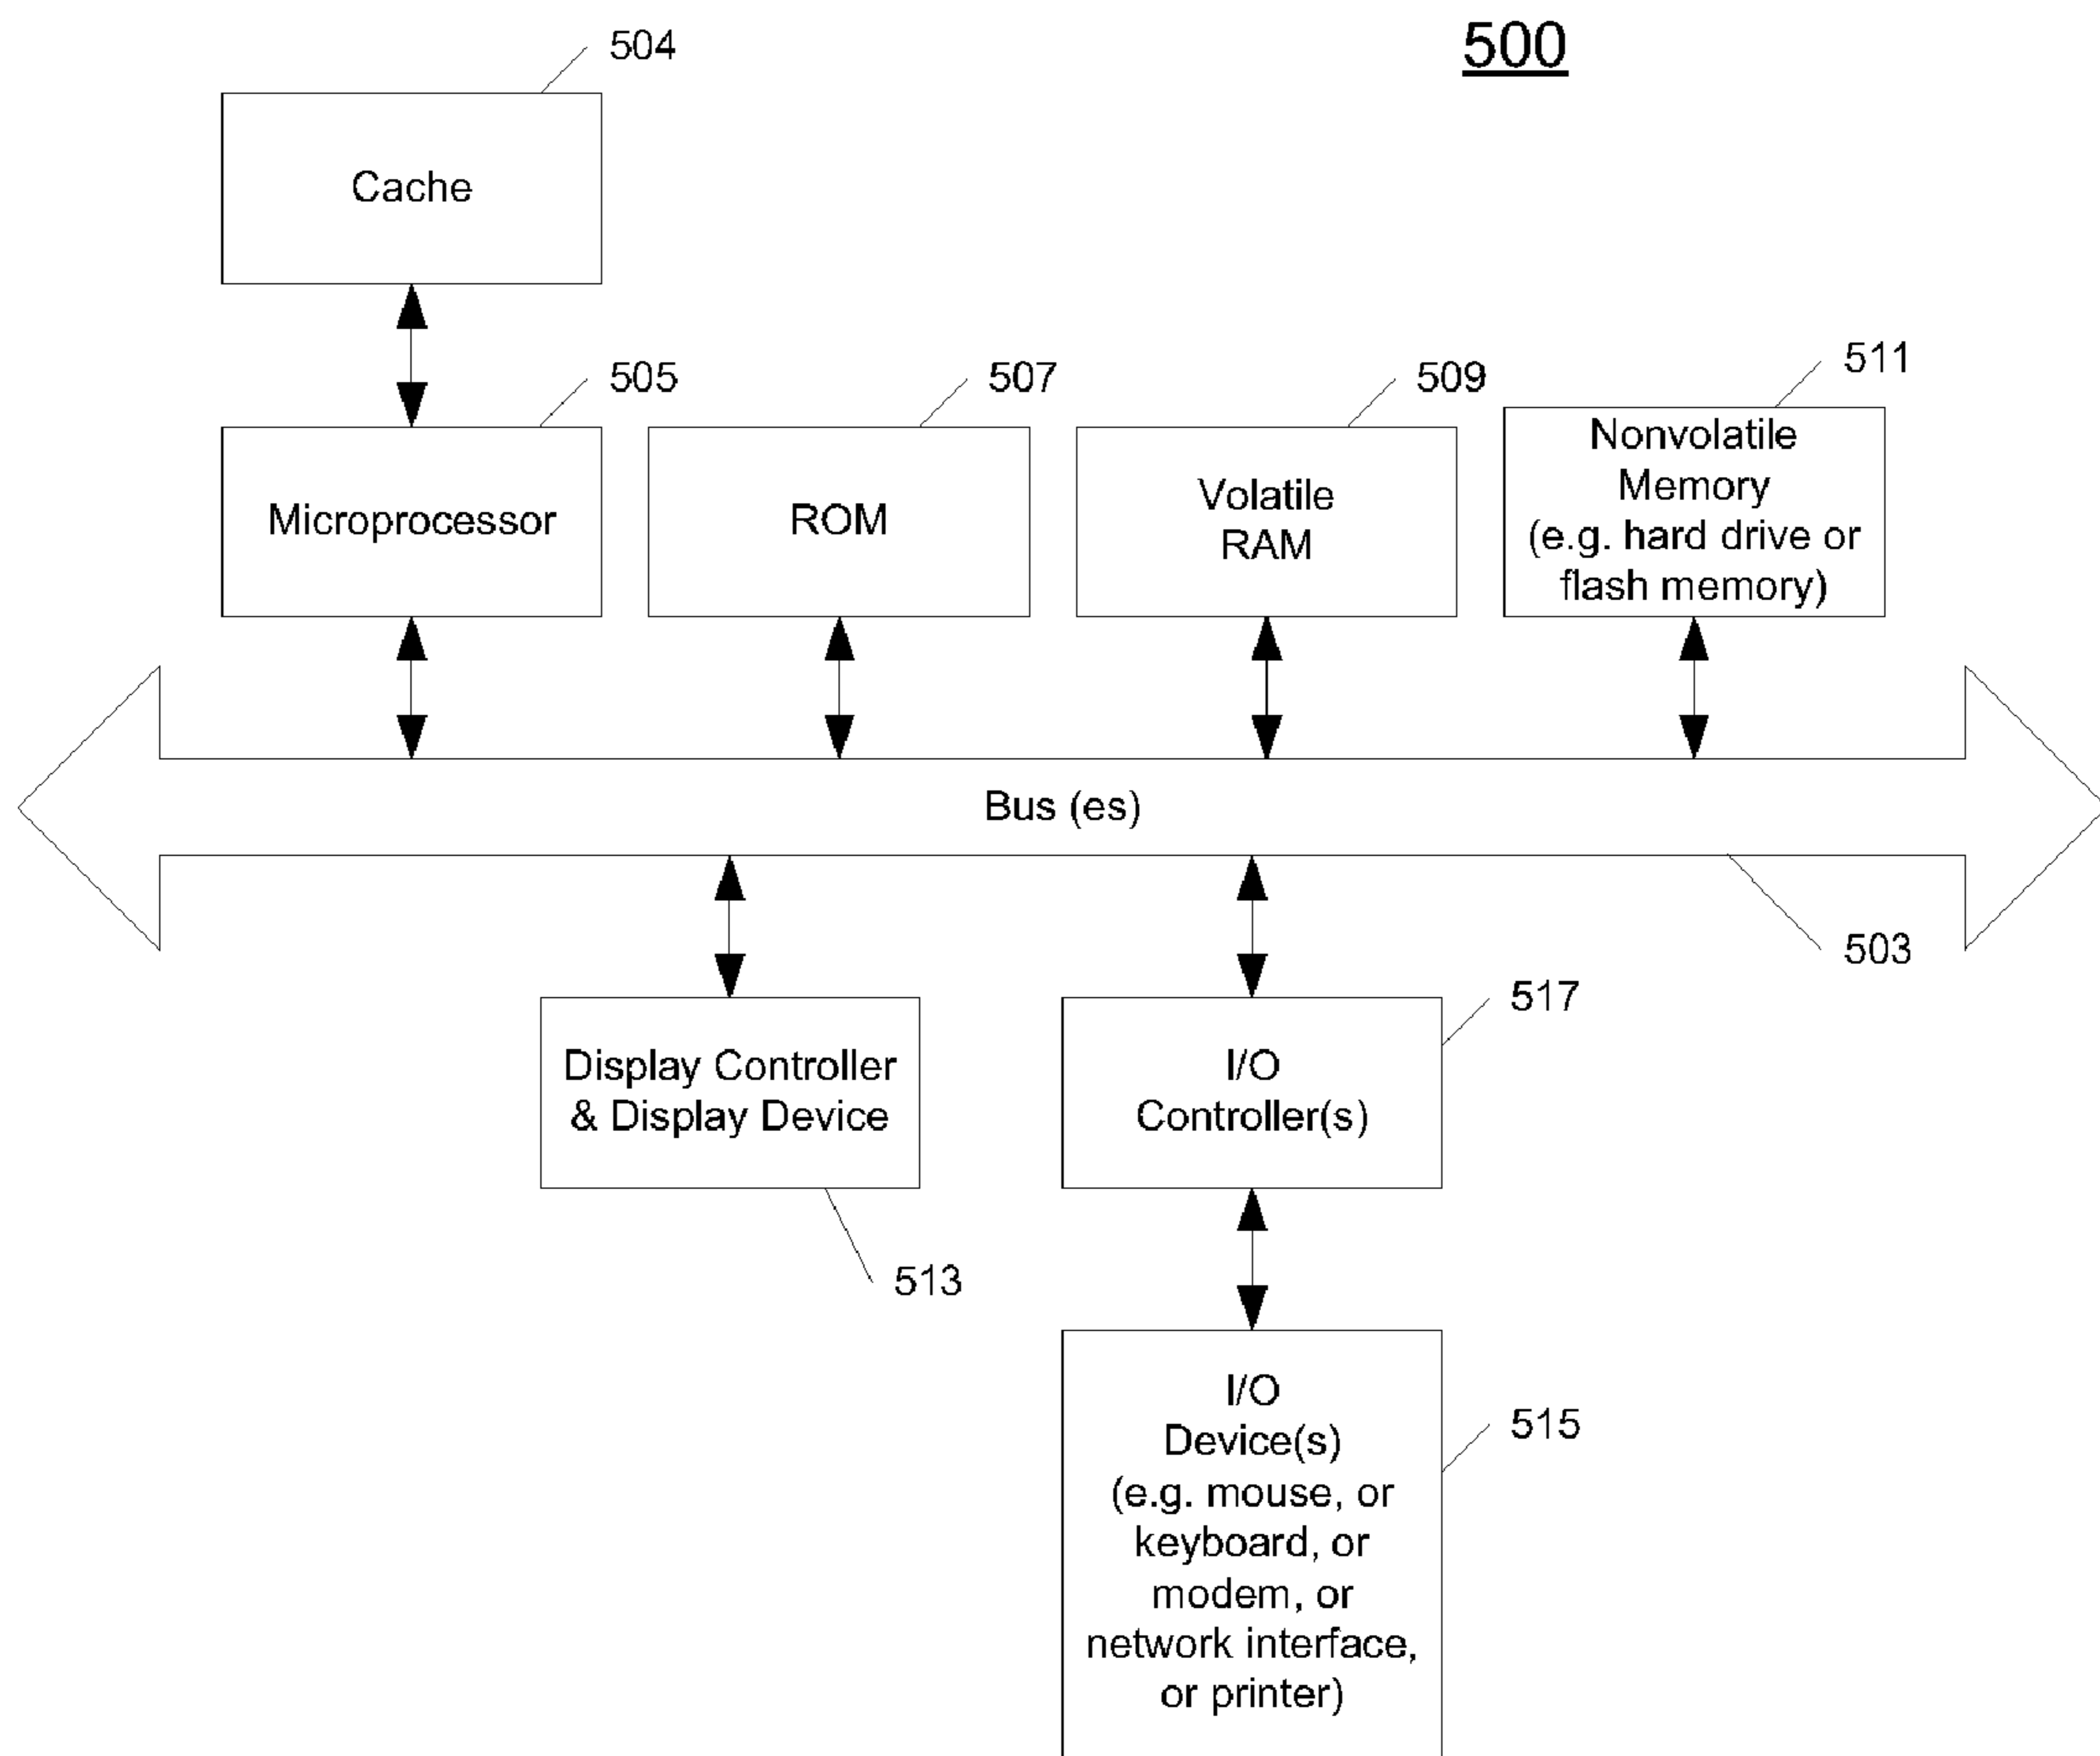 500
504
Cache
505
507
509
511
Microprocessor
ROM
Volatile
RAM
Nonvolatile
Memory
(e.g. hard drive or
flash memory)
Bus (es)
503
Display Controller
& Display Device
513
I/O
Controller(s)
517
I/O
Device(s)
(e.g. mouse, or
keyboard, or
modem, or
network interface,
or printer)
515